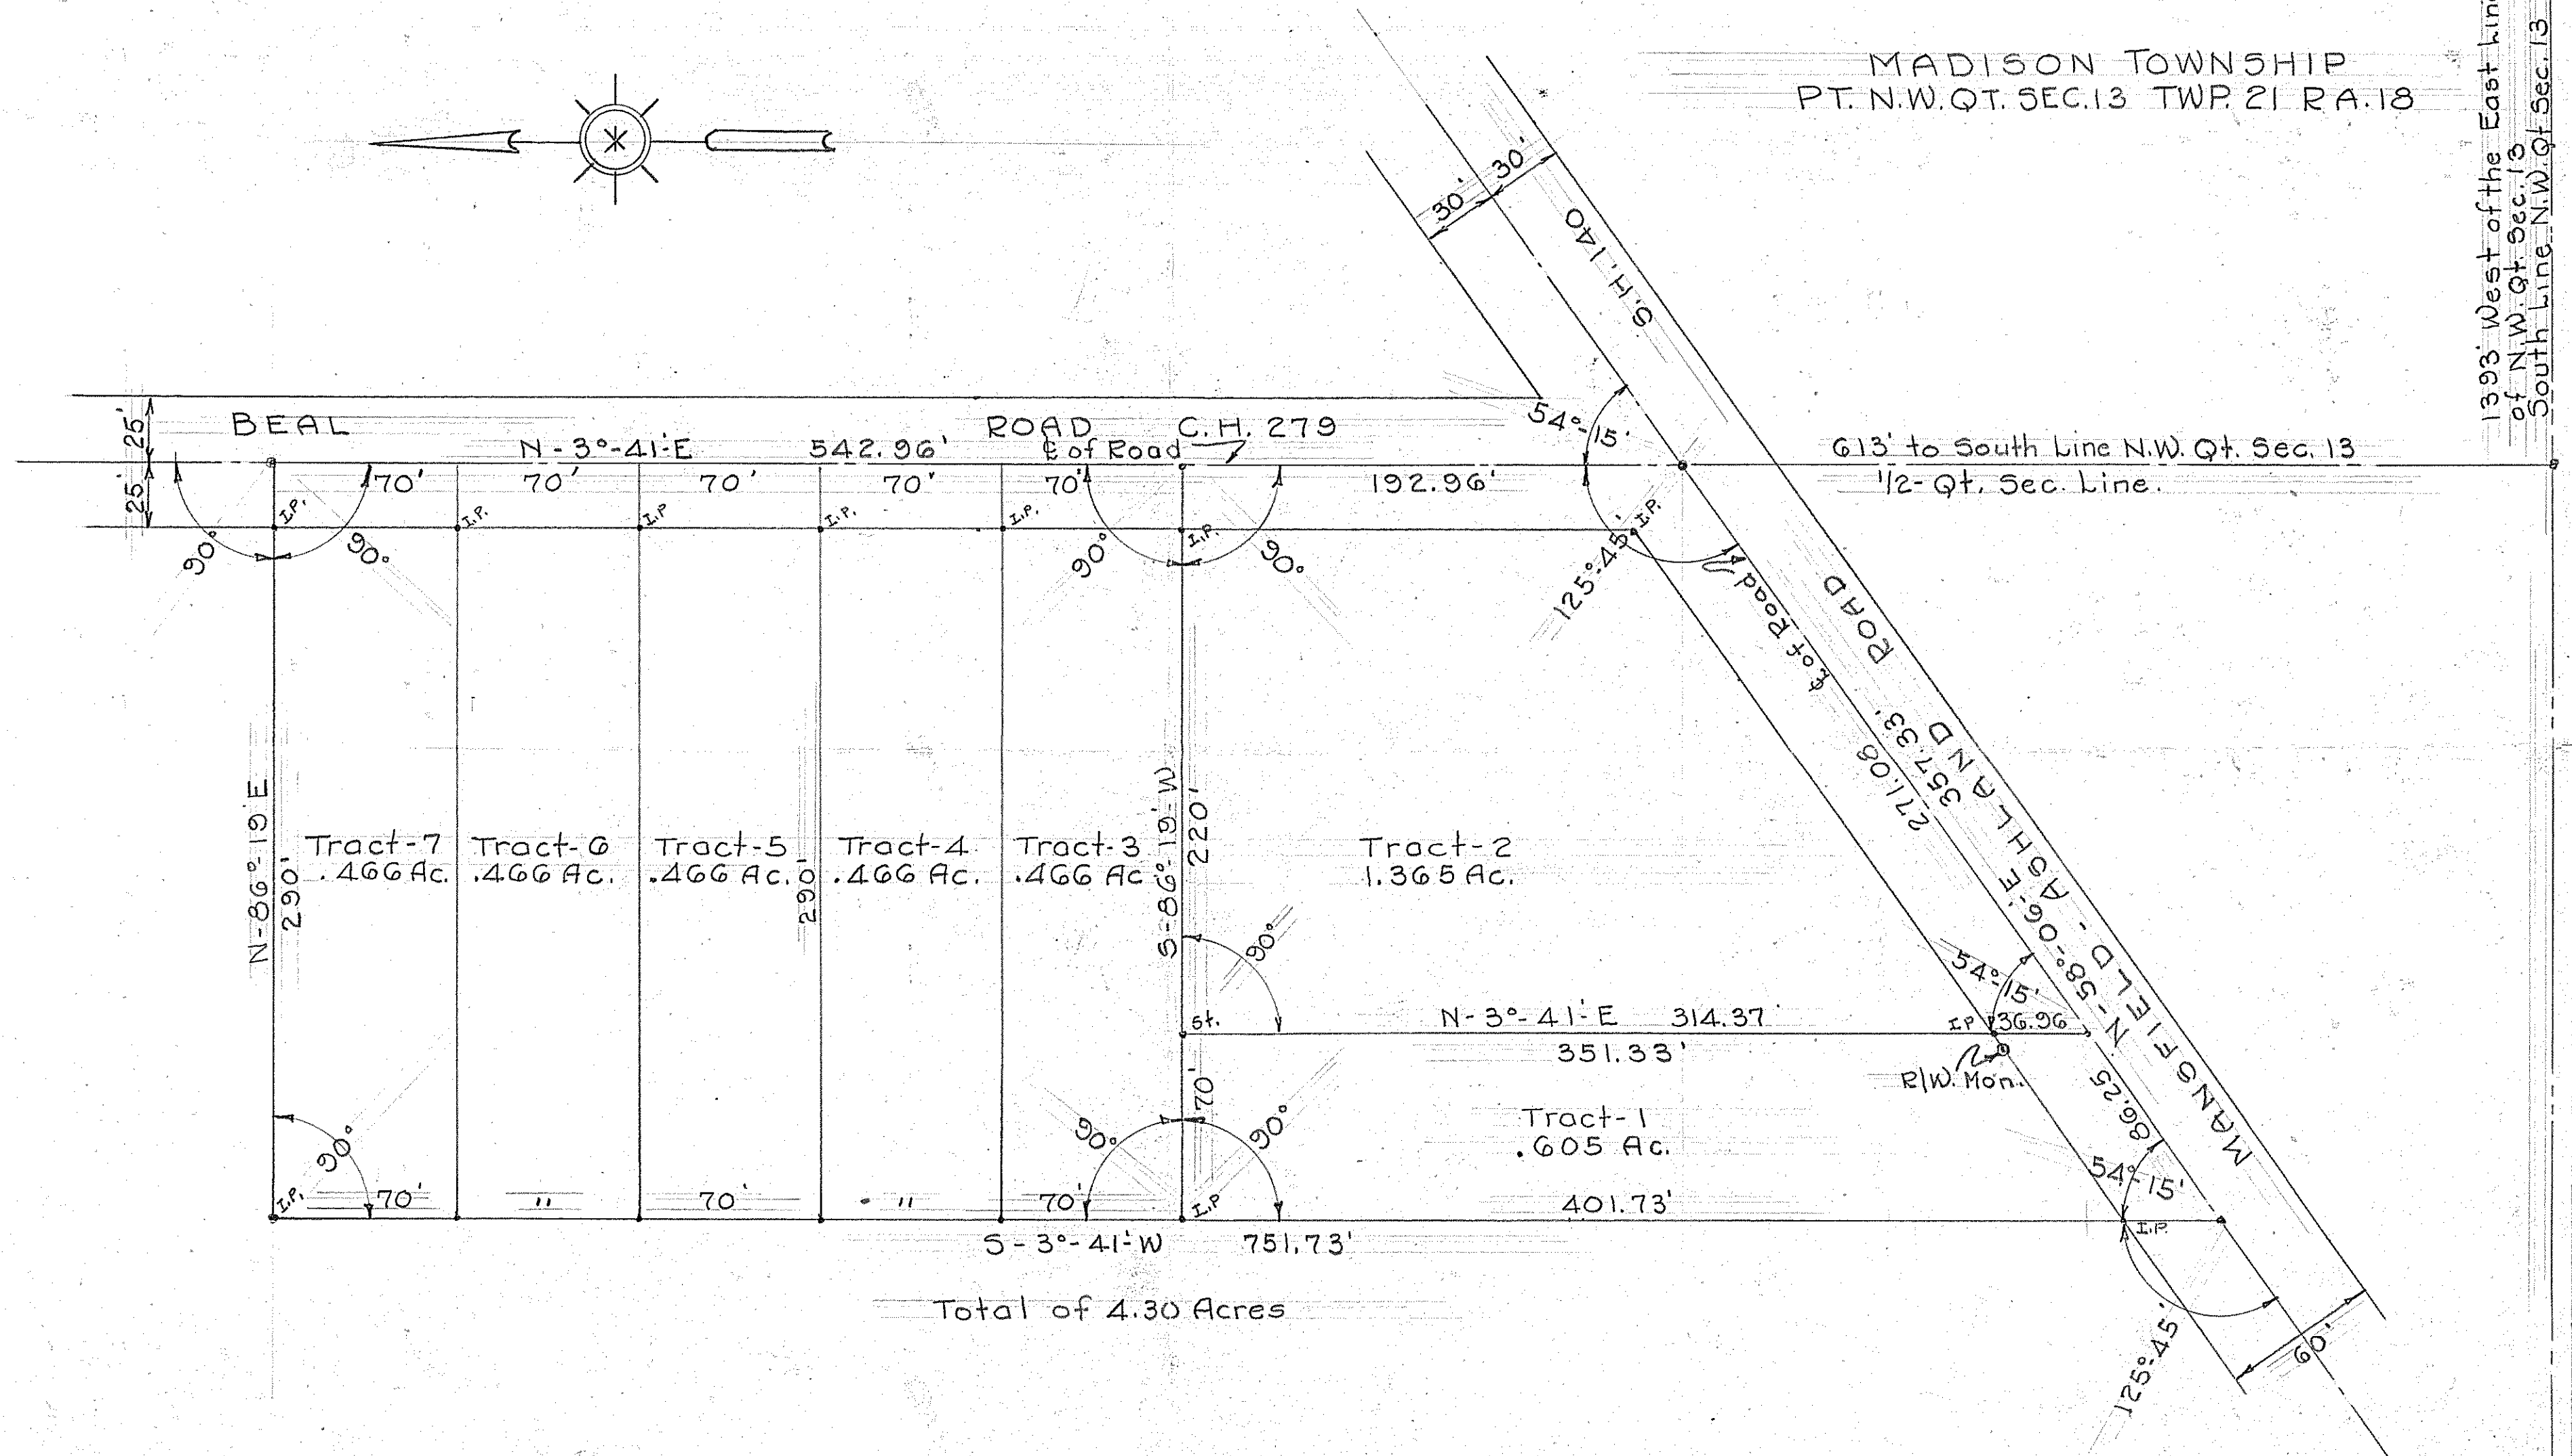 MADISON TOWNSHIP
PT. N.W. QT. SEC. 13 TWP. 21 RA. 18
1393' West of the East Line
of N.W. Qt. Sec. 13
South Line N.W. Qt. Sec. 13
30'
30'
S.H. 140
25'
25'
BEAL
ROAD
C.H. 279
N-3°-41'-E
542.96'
℄ of Road
54°-15'
613' to South Line N.W. Qt. Sec. 13
1/2- Qt. Sec. Line.
70'
70'
70'
70'
70'
192.96'
I.P.
I.P.
I.P
I.P.
I.P.
I.P.
I.P.
90°
90°
90°
90°
125°-45'
℄ of Road
ROAD
MANSFIELD - ASHLAND
271.08
357.33'
N-58°-06'-E
86.25
N-86°-19'E
290'
Tract-7
.466 Ac.
Tract-6
.466 Ac.
Tract-5
.466 Ac.
290'
Tract-4
.466 Ac.
Tract-3
.466 Ac
S-86°-19'-W
220'
Tract-2
1.365 Ac.
90°
54°-15'
St.
N-3°-41'-E 314.37'
I.P
36.96
351.33'
R/W. Mon.
70'
Tract-1
.605 Ac.
90°
90°
90°
54°-15'
I.P.
70'
"
70'
"
70'
I.P
401.73'
I.P.
S-3°-41'-W 751.73'
Total of 4.30 Acres
125°-45'
60'